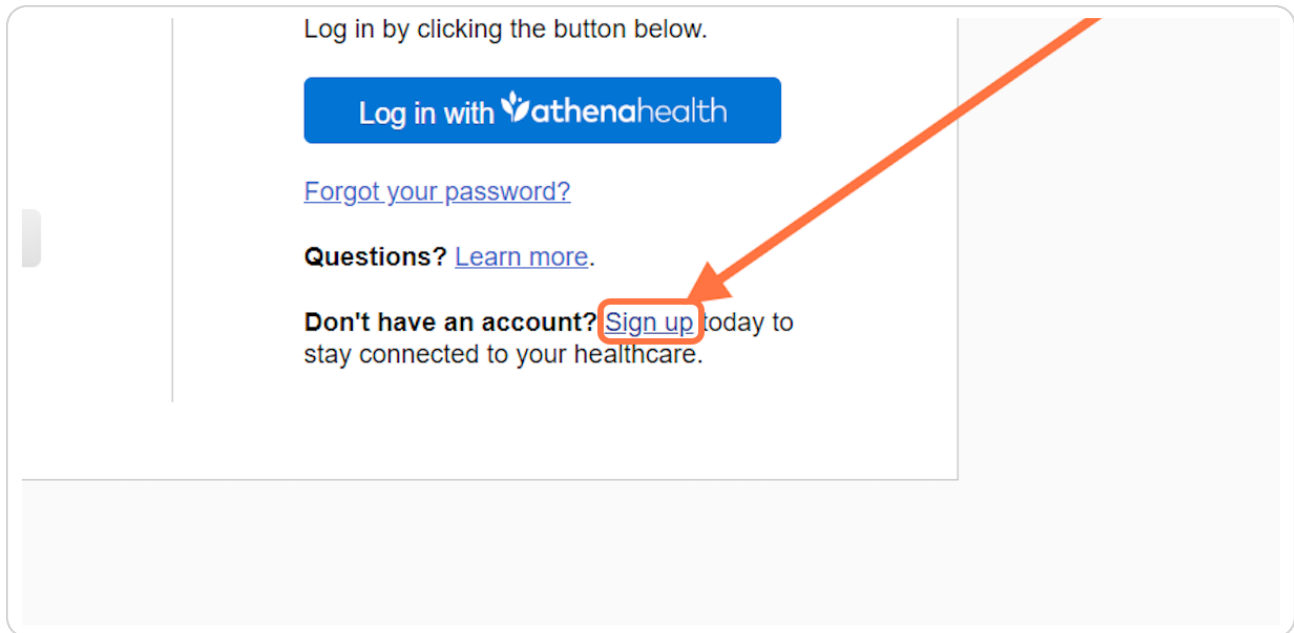 Log in by clicking the button below.
Log in with athenahealth
Forgot your password?
Questions? Learn more.
Don't have an account? Sign up today to
stay connected to your healthcare.